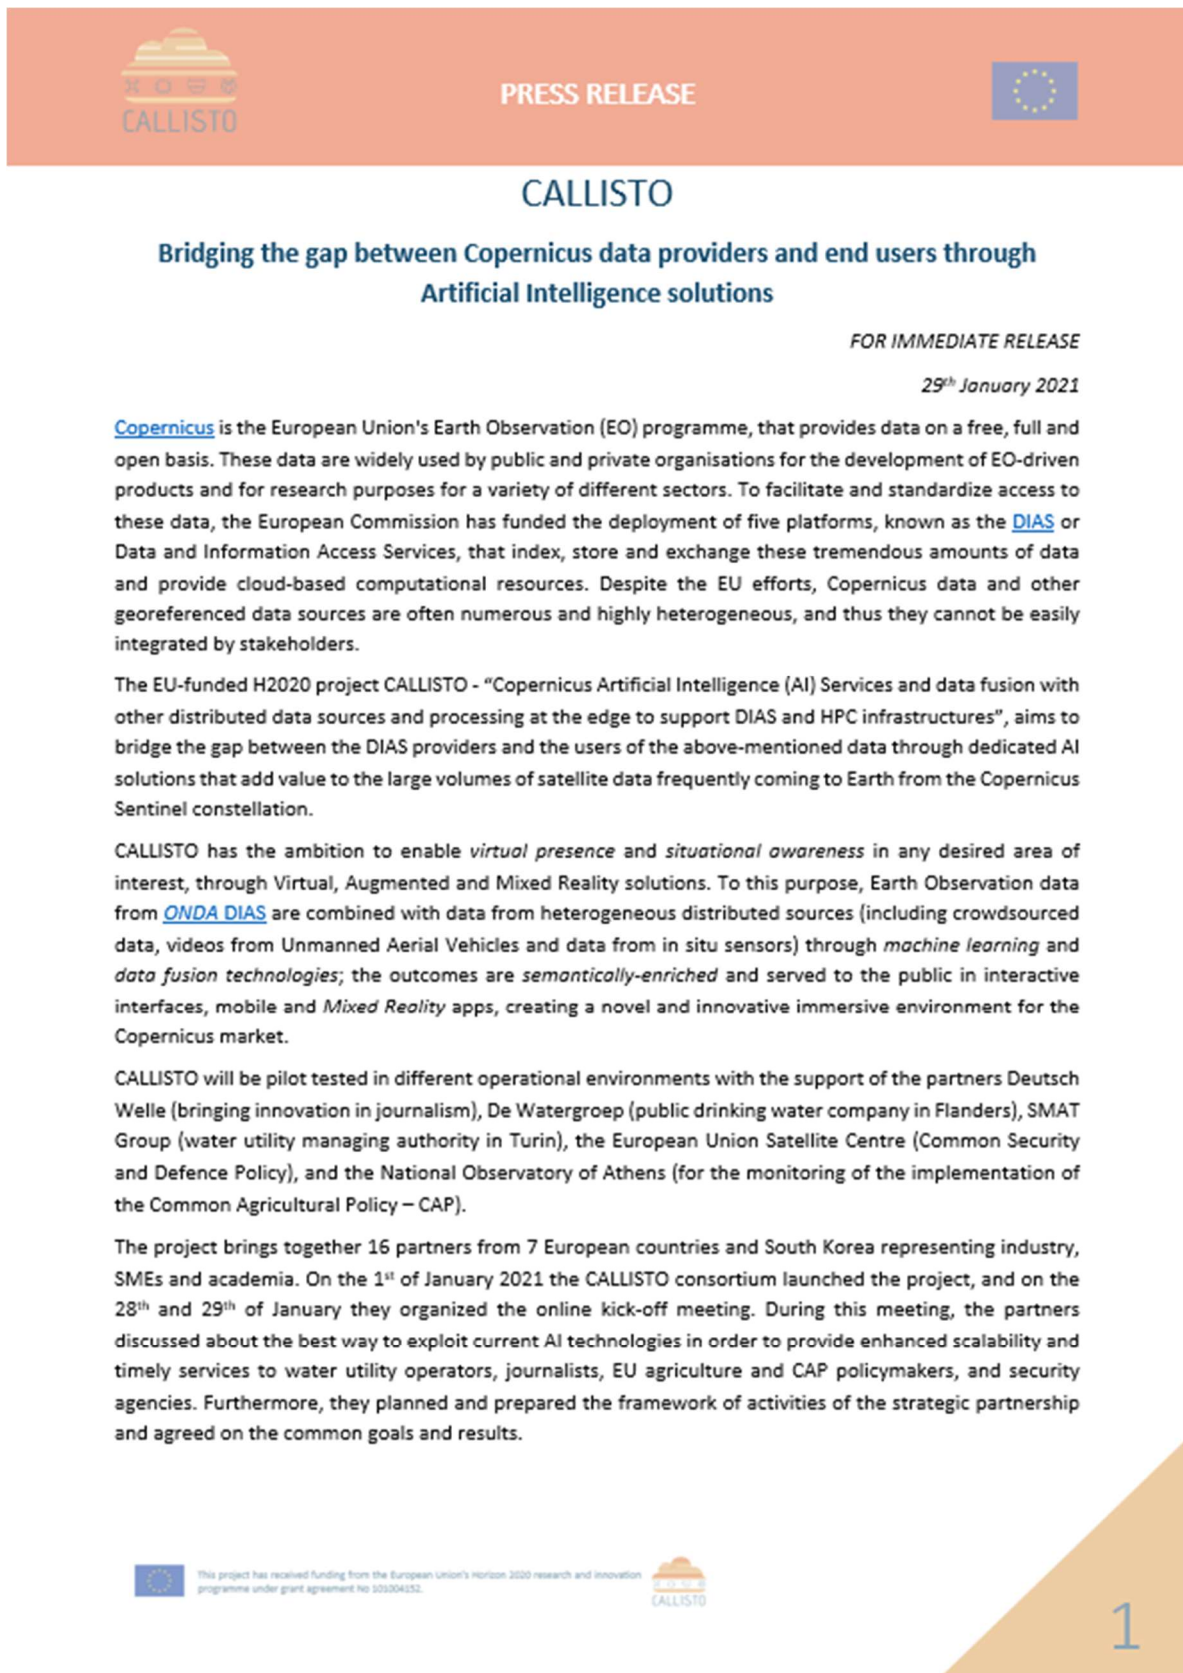 CALLISTO
PRESS RELEASE
CALLISTO
Bridging the gap between Copernicus data providers and end users through
Artificial Intelligence solutions
FOR IMMEDIATE RELEASE
29th January 2021
Copernicus is the European Union's Earth Observation (EO) programme, that provides data on a free, full and
open basis. These data are widely used by public and private organisations for the development of EO-driven
products and for research purposes for a variety of different sectors. To facilitate and standardize access to
these data, the European Commission has funded the deployment of five platforms, known as the DIAS or
Data and Information Access Services, that index, store and exchange these tremendous amounts of data
and provide cloud-based computational resources. Despite the EU efforts, Copernicus data and other
georeferenced data sources are often numerous and highly heterogeneous, and thus they cannot be easily
integrated by stakeholders.
The EU-funded H2020 project CALLISTO - “Copernicus Artificial Intelligence (AI) Services and data fusion with
other distributed data sources and processing at the edge to support DIAS and HPC infrastructures”, aims to
bridge the gap between the DIAS providers and the users of the above-mentioned data through dedicated AI
solutions that add value to the large volumes of satellite data frequently coming to Earth from the Copernicus
Sentinel constellation.
CALLISTO has the ambition to enable virtual presence and situational awareness in any desired area of
interest, through Virtual, Augmented and Mixed Reality solutions. To this purpose, Earth Observation data
from ONDA DIAS are combined with data from heterogeneous distributed sources (including crowdsourced
data, videos from Unmanned Aerial Vehicles and data from in situ sensors) through machine learning and
data fusion technologies; the outcomes are semantically-enriched and served to the public in interactive
interfaces, mobile and Mixed Reality apps, creating a novel and innovative immersive environment for the
Copernicus market.
CALLISTO will be pilot tested in different operational environments with the support of the partners Deutsch
Welle (bringing innovation in journalism), De Watergroep (public drinking water company in Flanders), SMAT
Group (water utility managing authority in Turin), the European Union Satellite Centre (Common Security
and Defence Policy), and the National Observatory of Athens (for the monitoring of the implementation of
the Common Agricultural Policy – CAP).
The project brings together 16 partners from 7 European countries and South Korea representing industry,
SMEs and academia. On the 1st of January 2021 the CALLISTO consortium launched the project, and on the
28th and 29th of January they organized the online kick-off meeting. During this meeting, the partners
discussed about the best way to exploit current AI technologies in order to provide enhanced scalability and
timely services to water utility operators, journalists, EU agriculture and CAP policymakers, and security
agencies. Furthermore, they planned and prepared the framework of activities of the strategic partnership
and agreed on the common goals and results.
This project has received funding from the European Union's Horizon 2020 research and innovation
programme under grant agreement No 101004152.
CALLISTO
1